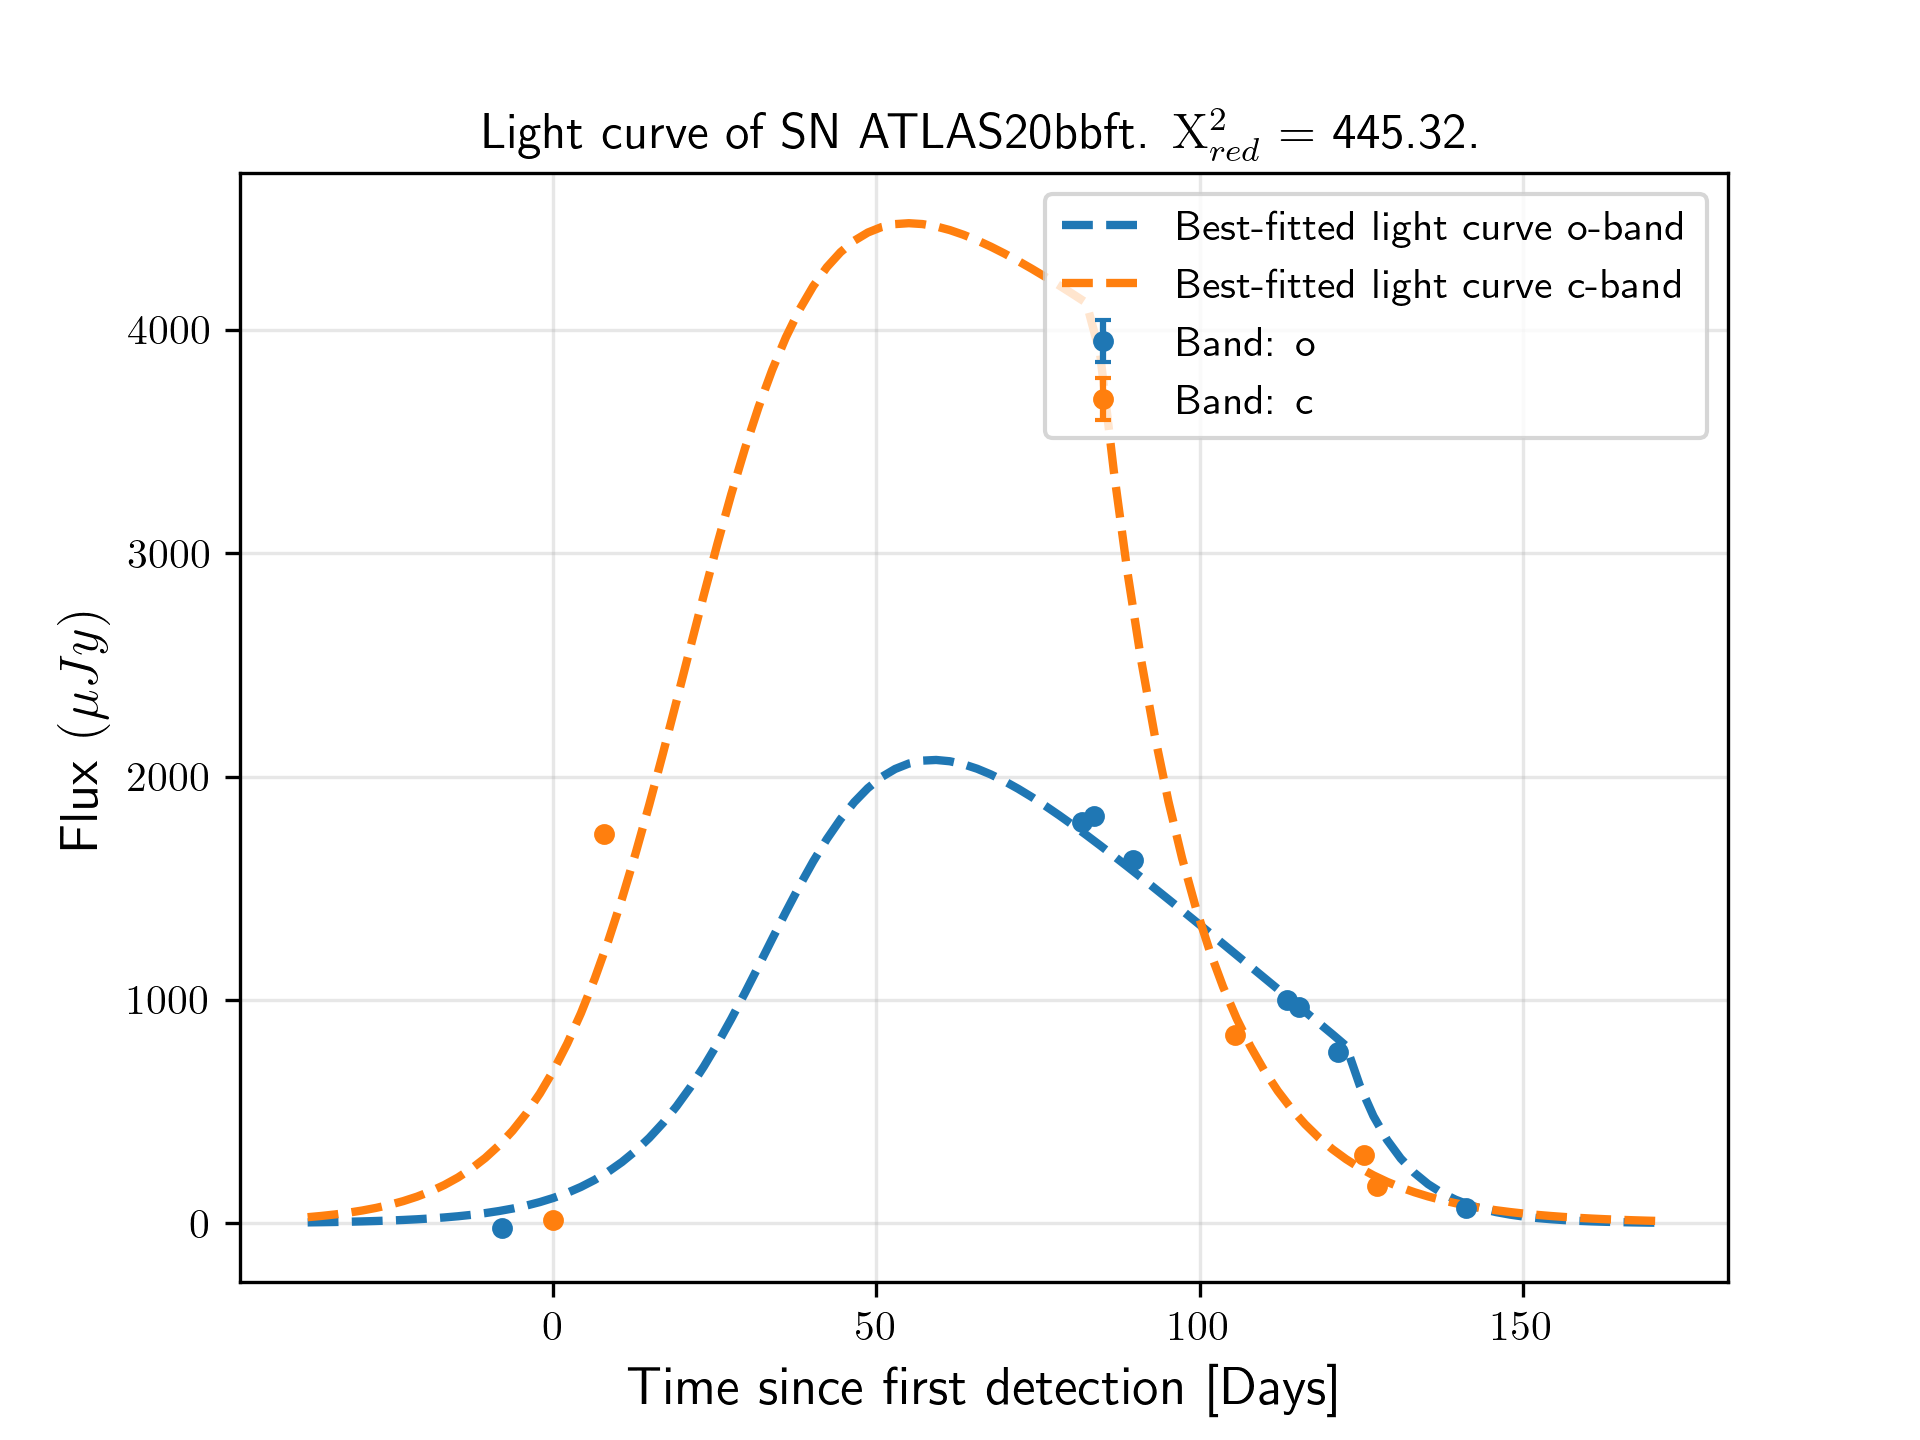 Light curve of SN ATLAS20bbft. X²_red = 445.32.
Best-fitted light curve o-band
Best-fitted light curve c-band
Band: o
Band: c
Flux (μJy)
4000
3000
2000
1000
0
0 50 100 150
Time since first detection [Days]